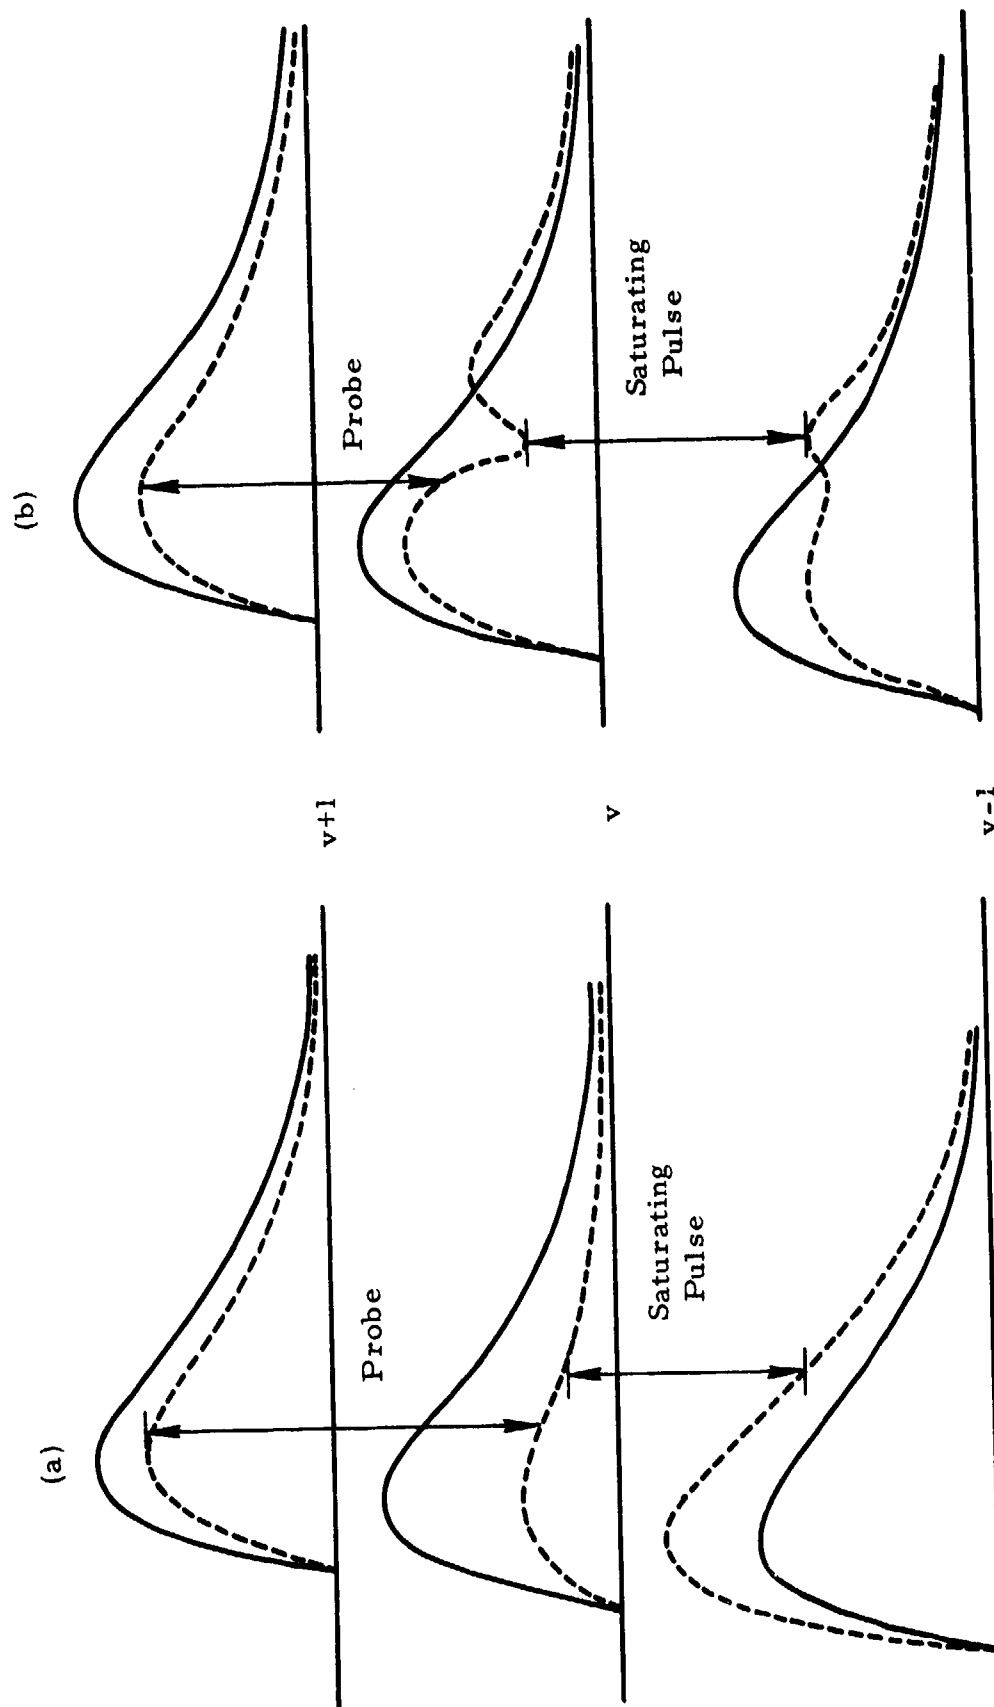 (b)
Probe
Saturating
Pulse
v+1
v
v-1
(a)
Probe
Saturating
Pulse